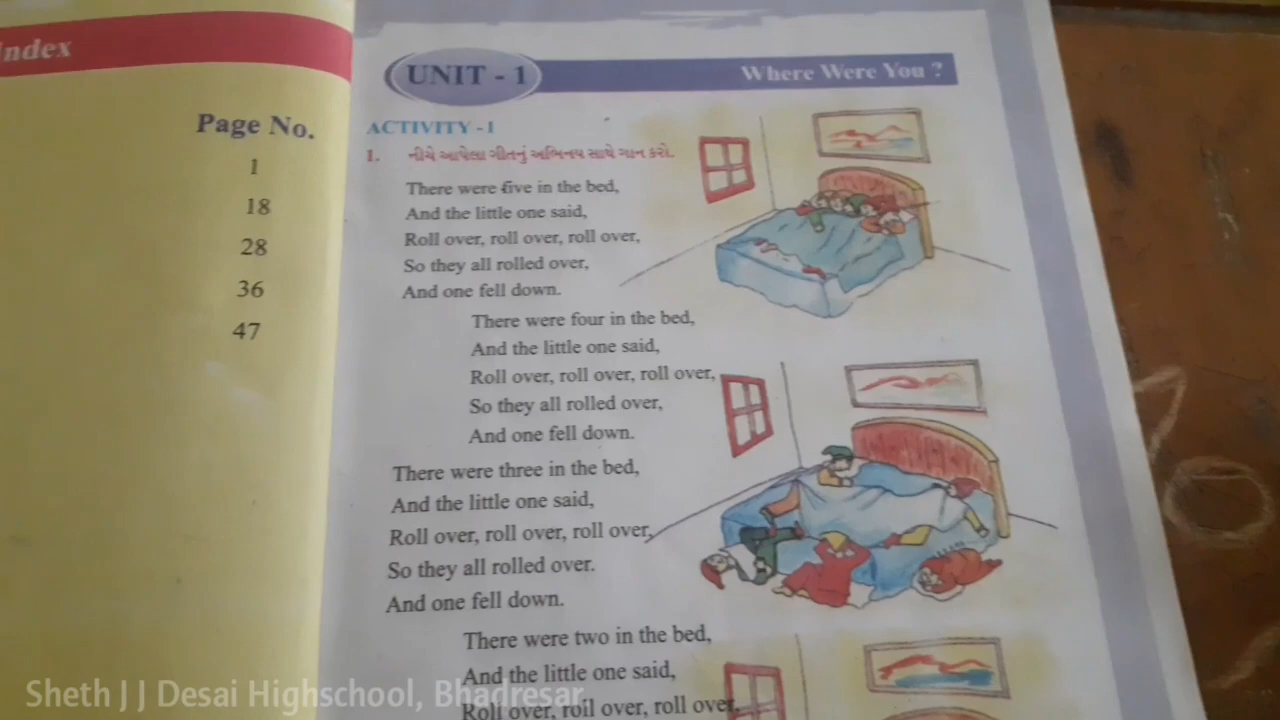 Index
Page No.
1
18
28
36
47
UNIT - 1
Where Were You ?
ACTIVITY - 1
1. નીચે આપેલા ગીતનું અભિનય સાથે ગાન કરો.
There were five in the bed,
And the little one said,
Roll over, roll over, roll over,
So they all rolled over,
And one fell down.
There were four in the bed,
And the little one said,
Roll over, roll over, roll over,
So they all rolled over,
And one fell down.
There were three in the bed,
And the little one said,
Roll over, roll over, roll over,
So they all rolled over.
And one fell down.
There were two in the bed,
And the little one said,
Roll over, roll over, roll over,
Sheth J J Desai Highschool, Bhadresar